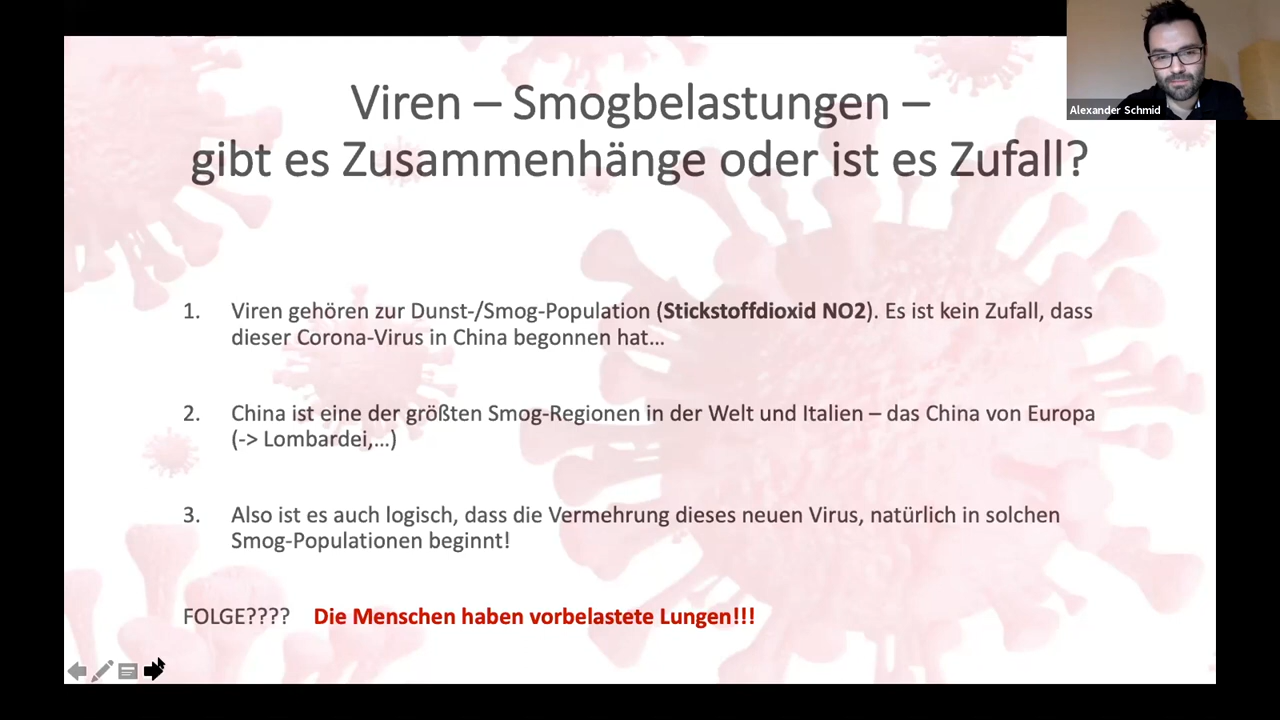 Alexander Schmid
Viren – Smogbelastungen –
gibt es Zusammenhänge oder ist es Zufall?
1. Viren gehören zur Dunst-/Smog-Population (Stickstoffdioxid NO2). Es ist kein Zufall, dass
dieser Corona-Virus in China begonnen hat…
2. China ist eine der größten Smog-Regionen in der Welt und Italien – das China von Europa
(-> Lombardei,…)
3. Also ist es auch logisch, dass die Vermehrung dieses neuen Virus, natürlich in solchen
Smog-Populationen beginnt!
FOLGE???? Die Menschen haben vorbelastete Lungen!!!